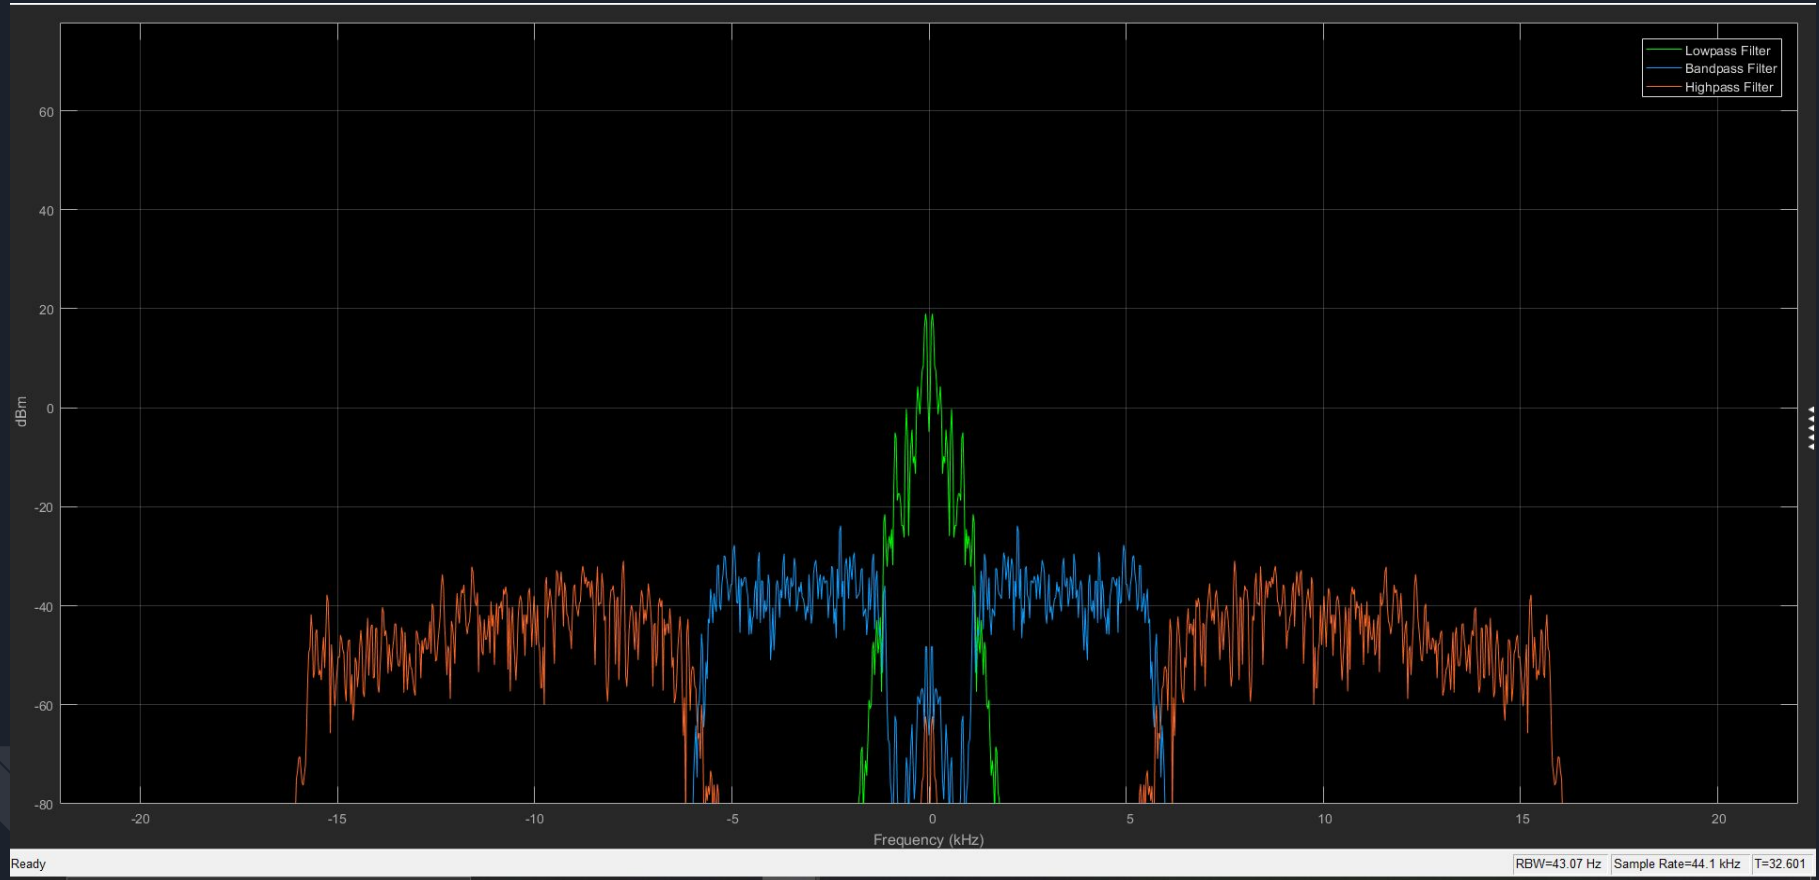 Lowpass Filter
Bandpass Filter
Highpass Filter
60
40
20
0
-20
-40
-60
-80
dBm
-20 -15 -10 -5 0 5 10 15 20
Frequency (kHz)
Ready RBW=43.07 Hz Sample Rate=44.1 kHz T=32.601